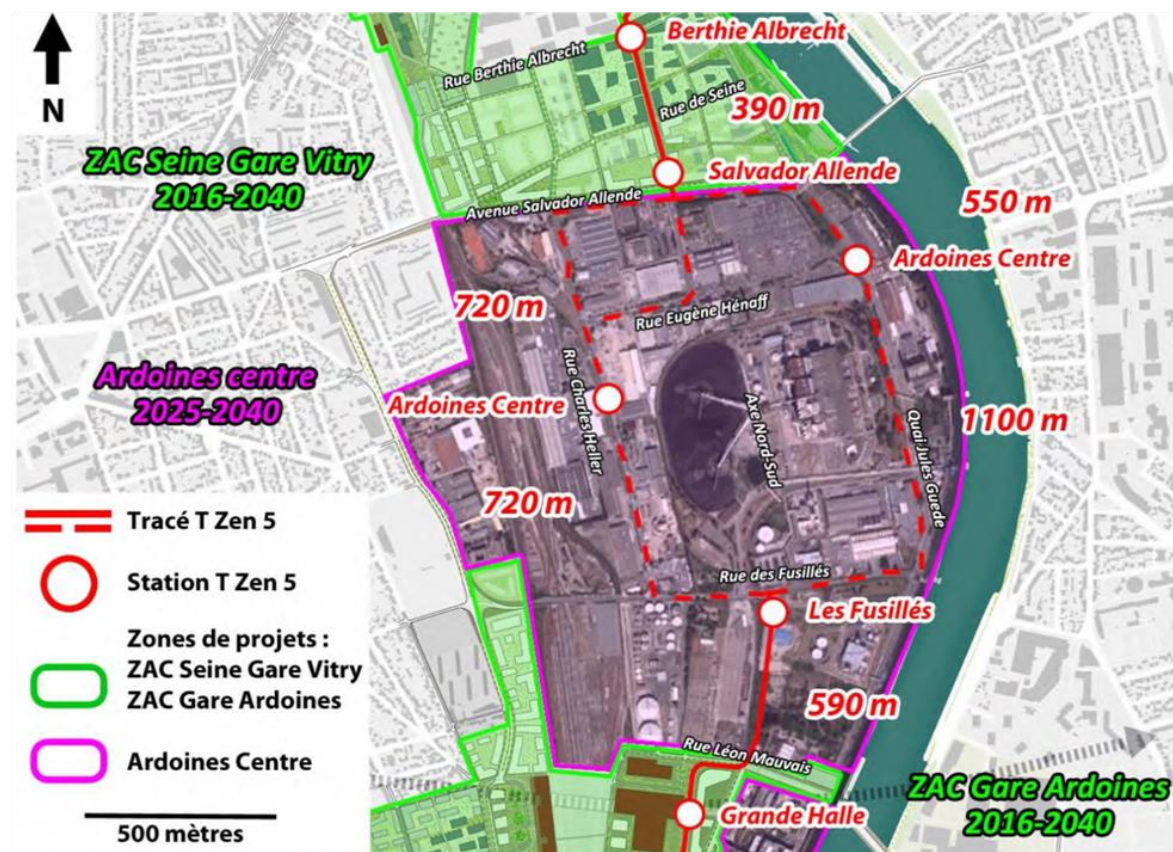 Berthie Albrecht
Rue Berthie Albrecht
N
Rue de Seine
390 m
ZAC Seine Gare Vitry
2016-2040
Salvador Allende
Avenue Salvador Allende
550 m
Ardoines Centre
720 m
Rue Eugène Hénaff
Ardoines centre
2025-2040
Rue Charles Heller
Ardoines Centre
Axe Nord-Sud
Quai Jules Guede
1100 m
720 m
Tracé T Zen 5
Station T Zen 5
Rue des Fusillés
Les Fusillés
Zones de projets :
ZAC Seine Gare Vitry
ZAC Gare Ardoines
590 m
Ardoines Centre
Rue Léon Mauvais
ZAC Gare Ardoines
2016-2040
Grande Halle
500 mètres